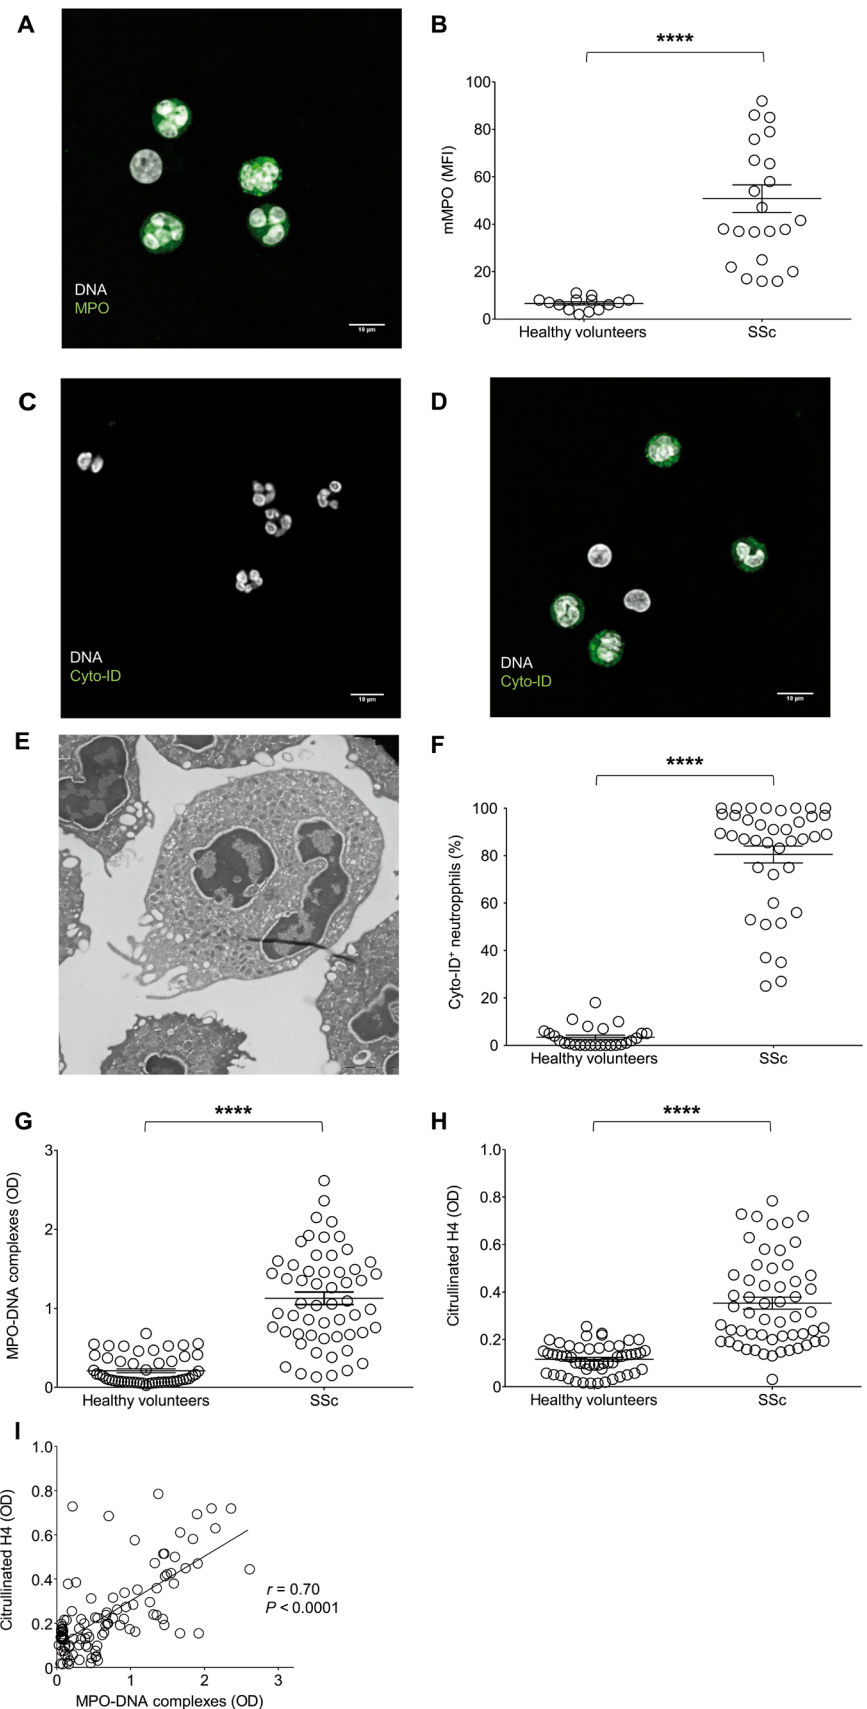 A
DNA
MPO
10 µm
B
****
mMPO (MFI)
100
80
60
40
20
0
Healthy volunteers
SSc
C
DNA
Cyto-ID
10 µm
D
DNA
Cyto-ID
10 µm
E
F
****
Cyto-ID+ neutropphils (%)
100
80
60
40
20
0
Healthy volunteers
SSc
G
****
MPO-DNA complexes (OD)
3
2
1
0
Healthy volunteers
SSc
H
****
Citrullinated H4 (OD)
1.0
0.8
0.6
0.4
0.2
0
Healthy volunteers
SSc
I
Citrullinated H4 (OD)
1.0
0.8
0.6
0.4
0.2
0
r = 0.70
P < 0.0001
0
1
2
3
MPO-DNA complexes (OD)